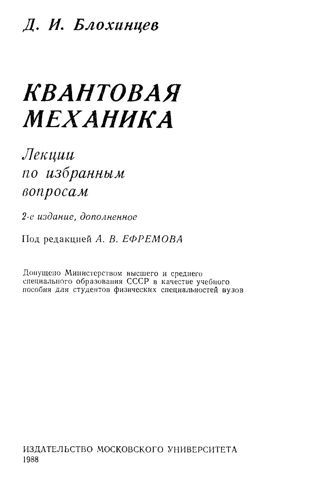 Д. И. Блохинцев
КВАНТОВАЯ
МЕХАНИКА
Лекции
по избранным
вопросам
2-е издание, дополненное
Под редакцией А. В. ЕФРЕМОВА
Допущено Министерством высшего и среднего
специального образования СССР в качестве учебного
пособия для студентов физических специальностей вузов
ИЗДАТЕЛЬСТВО МОСКОВСКОГО УНИВЕРСИТЕТА
1988